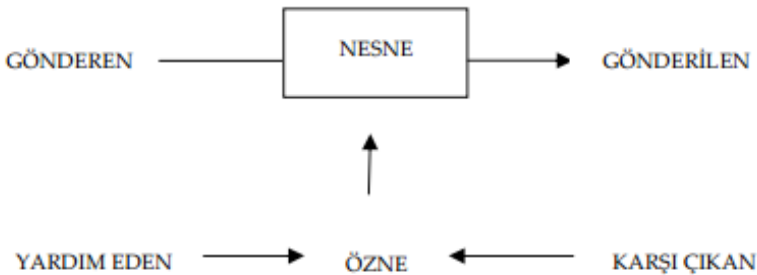 NESNE
GÖNDEREN
GÖNDERİLEN
YARDIM EDEN
ÖZNE
KARŞI ÇIKAN